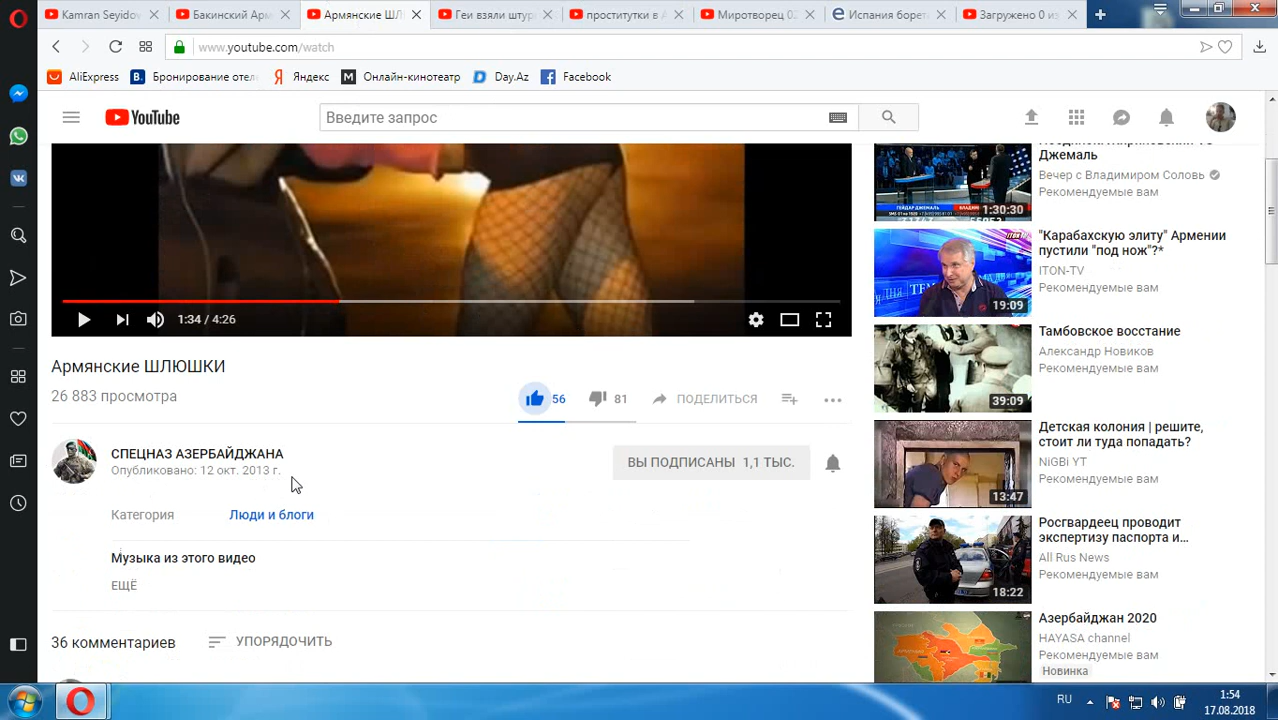 Kamran Seyidov
Бакинский Арм
Армянские ШЛ
Геи взяли штур
проститутки в А
Миротворец 02
Испания борет
Загружено 0 из
www.youtube.com/watch
AliExpress
Бронирование оте
Яндекс
Онлайн-кинотеатр
Day.Az
Facebook
YouTube
Введите запрос
1:34 / 4:26
Армянские ШЛЮШКИ
26 883 просмотра
56
81
ПОДЕЛИТЬСЯ
СПЕЦНАЗ АЗЕРБАЙДЖАНА
Опубликовано: 12 окт. 2013 г.
ВЫ ПОДПИСАНЫ 1,1 ТЫС.
Категория
Люди и блоги
Музыка из этого видео
ЕЩЁ
36 комментариев
УПОРЯДОЧИТЬ
Джемаль
Вечер с Владимиром Соловь
Рекомендуемые вам
1:30:30
"Карабахскую элиту" Армении
пустили "под нож"?*
ITON-TV
Рекомендуемые вам
19:09
Тамбовское восстание
Александр Новиков
Рекомендуемые вам
39:09
Детская колония | решите,
стоит ли туда попадать?
NiGBi YT
Рекомендуемые вам
13:47
Росгвардеец проводит
экспертизу паспорта и...
All Rus News
Рекомендуемые вам
18:22
Азербайджан 2020
HAYASA channel
Рекомендуемые вам
Новинка
RU
1:54
17.08.2018